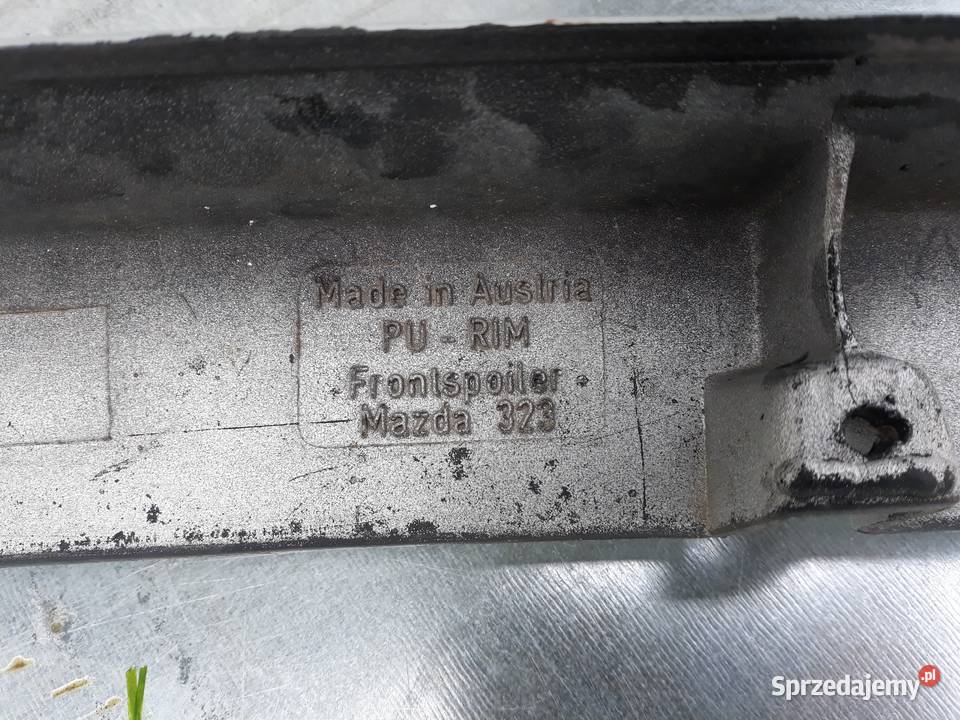 Made in Austria
PU - RIM
Frontspoiler
Mazda 323
Sprzedajemy.pl